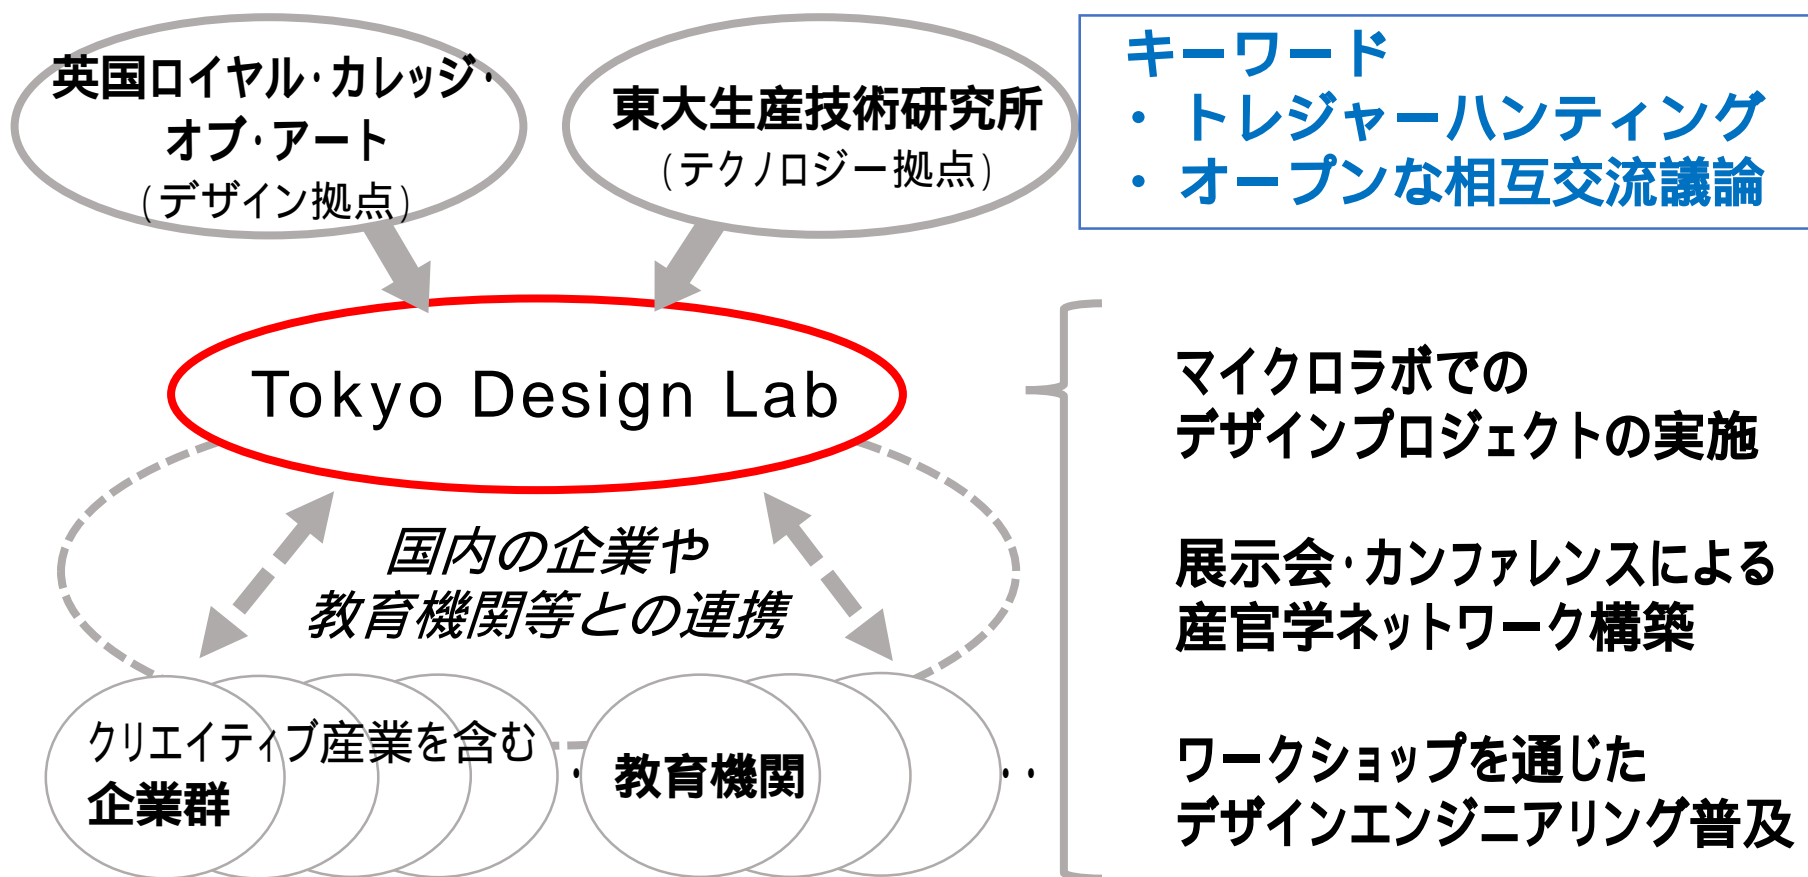 英国ロイヤル・カレッジ・
オブ・アート
(デザイン拠点)
東大生産技術研究所
(テクノロジー拠点)
キーワード
・ トレジャーハンティング
・ オープンな相互交流議論
Tokyo Design Lab
国内の企業や
教育機関等との連携
クリエイティブ産業を含む
企業群
・
教育機関
・・
マイクロラボでの
デザインプロジェクトの実施
展示会・カンファレンスによる
産官学ネットワーク構築
ワークショップを通じた
デザインエンジニアリング普及